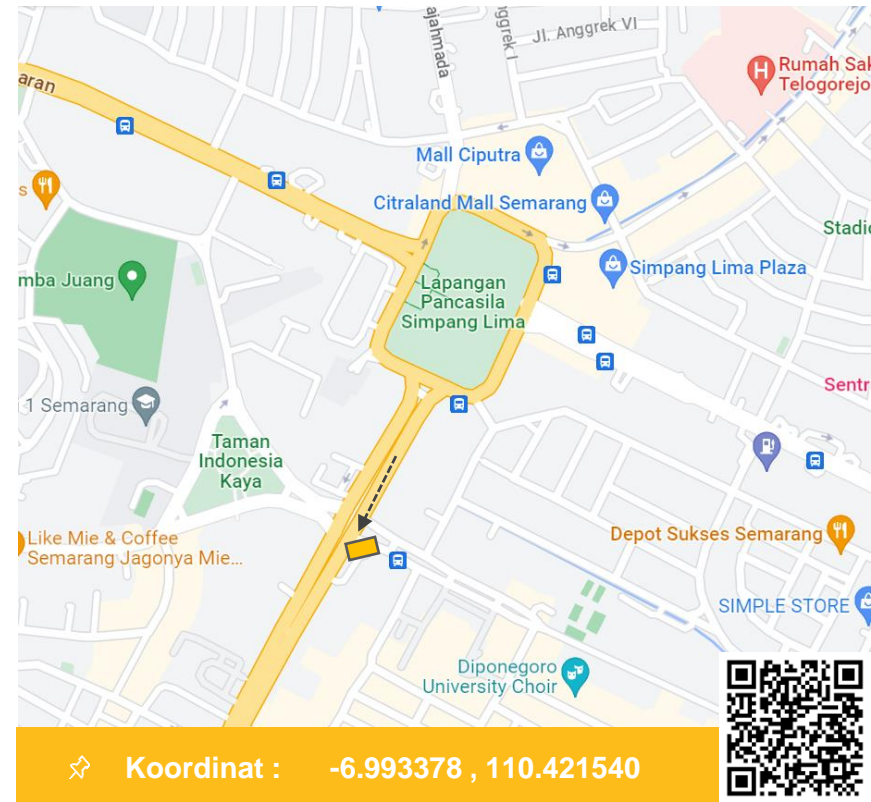 ajahmada
nggrek I
Jl. Anggrek VI
aran
Rumah Sak
Telogorejo
Mall Ciputra
Citraland Mall Semarang
s
Stadi
Simpang Lima Plaza
mba Juang
Lapangan
Pancasila
Simpang Lima
Sentr
1 Semarang
Taman
Indonesia
Kaya
Like Mie & Coffee
Semarang Jagonya Mie...
Depot Sukses Semarang
SIMPLE STORE
Diponegoro
University Choir
Koordinat : -6.993378 , 110.421540